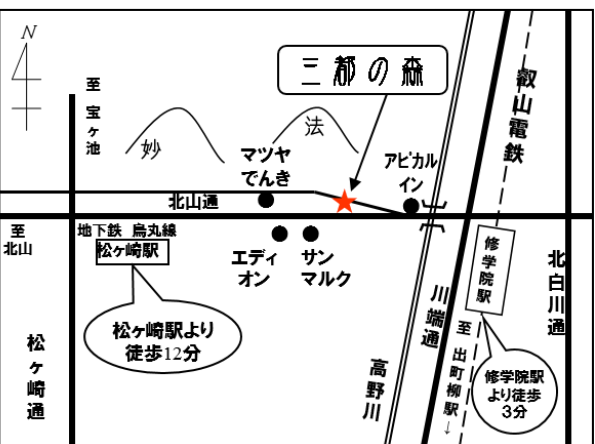 N
三都の森
至
宝
ヶ
池
妙
法
マツヤ
でんき
アピカル
イン
叡山電鉄
北山通
至
北山
地下鉄 烏丸線
松ヶ崎駅
エディ
オン
サン
マルク
修学院駅
北白川通
川端通
松ヶ崎駅より
徒歩12分
松ヶ崎通
高野川
至 出町柳駅→
修学院駅
より徒歩
3分